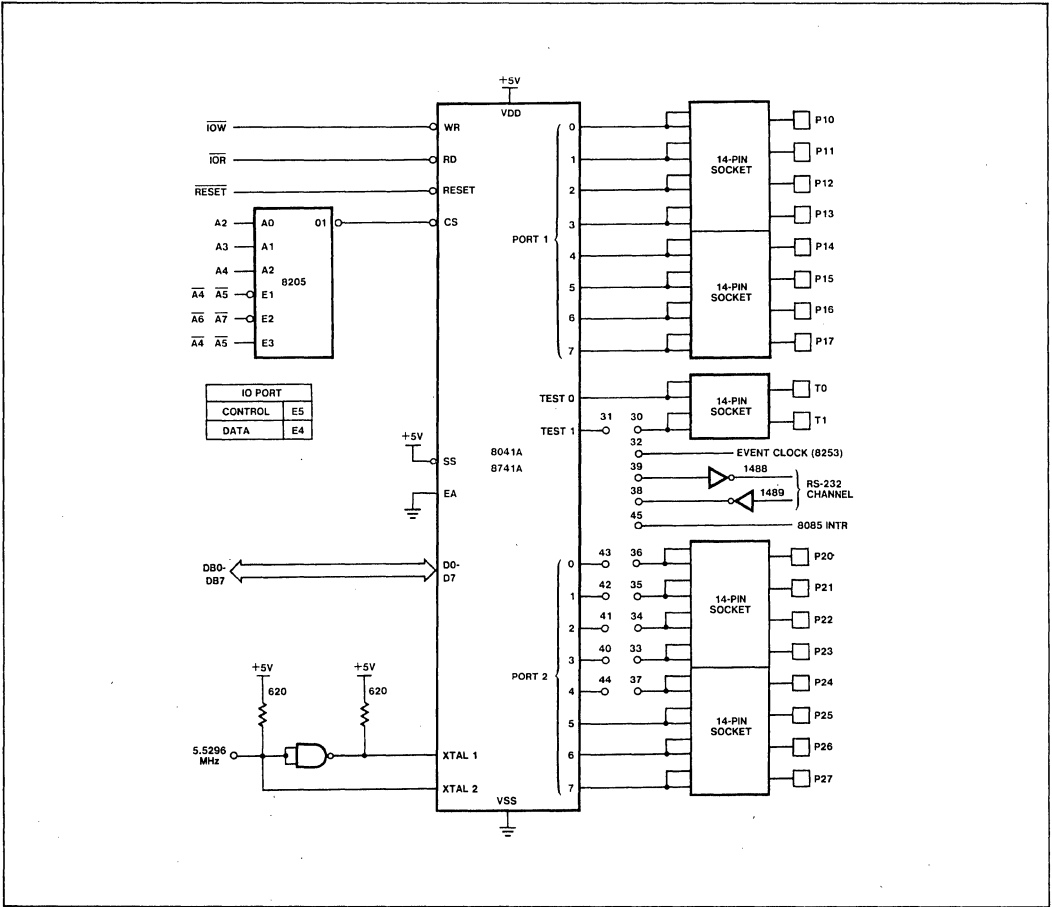 +5V
VDD
IOW
WR
IOR
RD
RESET
RESET
A2 A0 01
CS
A3 A1
A4 A2
8205
A4 A5 E1
A6 A7 E2
A4 A5 E3
IO PORT
CONTROL E5
DATA E4
+5V
SS
EA
8041A
8741A
DB0-
DB7
D0-
D7
+5V
620
+5V
620
5.5296
MHz
XTAL 1
XTAL 2
VSS
PORT 1
0
1
2
3
4
5
6
7
14-PIN
SOCKET
14-PIN
SOCKET
P10
P11
P12
P13
P14
P15
P16
P17
TEST 0
TEST 1
31 30
14-PIN
SOCKET
T0
T1
32
EVENT CLOCK (8253)
39
1488
38
1489
RS-232
CHANNEL
45
8085 INTR
PORT 2
0 43 36
1 42 35
2 41 34
3 40 33
4 44 37
5
6
7
14-PIN
SOCKET
14-PIN
SOCKET
P20
P21
P22
P23
P24
P25
P26
P27